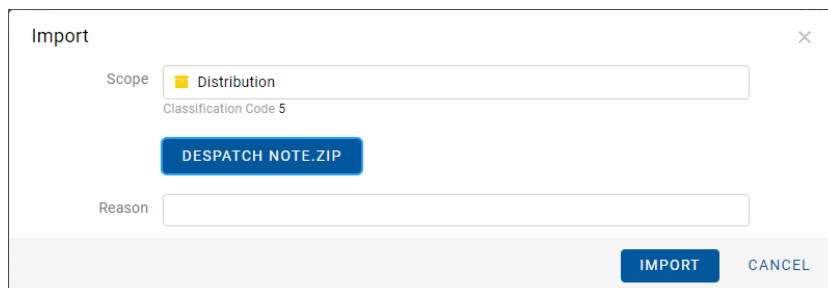 Import
Scope
Distribution
Classification Code 5
DESPATCH NOTE.ZIP
Reason
IMPORT CANCEL